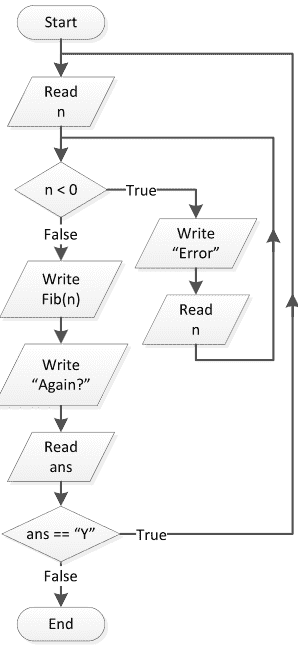 Start
Read
n
n < 0
True
False
Write
"Error"
Write
Fib(n)
Read
n
Write
"Again?"
Read
ans
ans == "Y"
True
False
End